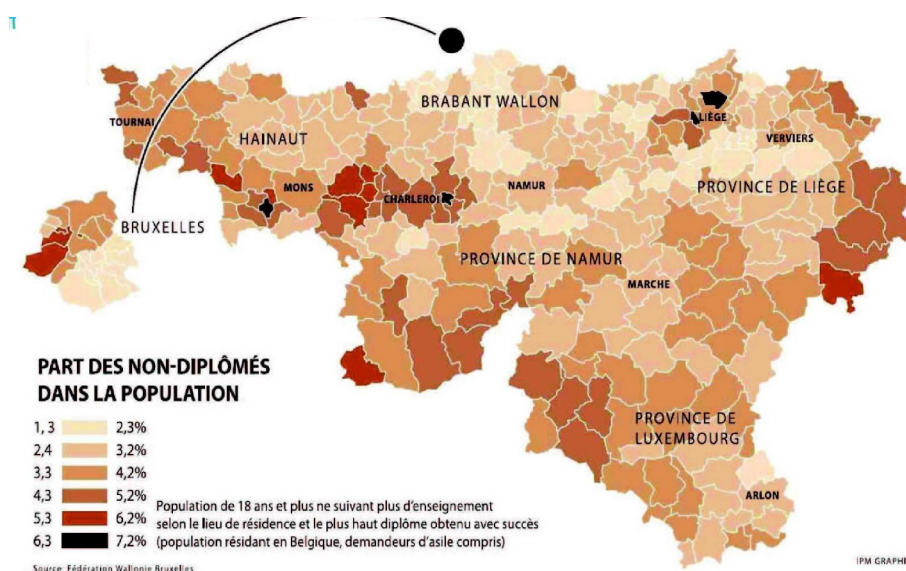 BRABANT WALLON
TOURNAI
HAINAUT
LIÈGE
VERVIERS
MONS
CHARLEROI
NAMUR
PROVINCE DE LIÈGE
BRUXELLES
PROVINCE DE NAMUR
MARCHE
PROVINCE DE
LUXEMBOURG
ARLON
PART DES NON-DIPLÔMÉS
DANS LA POPULATION
1,3 2,3%
2,4 3,2%
3,3 4,2%
4,3 5,2%
5,3 6,2%
6,3 7,2%
Population de 18 ans et plus ne suivant plus d'enseignement
selon le lieu de résidence et le plus haut diplôme obtenu avec succès
(population résidant en Belgique, demandeurs d'asile compris)
Source: Fédération Wallonie Bruxelles
IPM GRAPHI